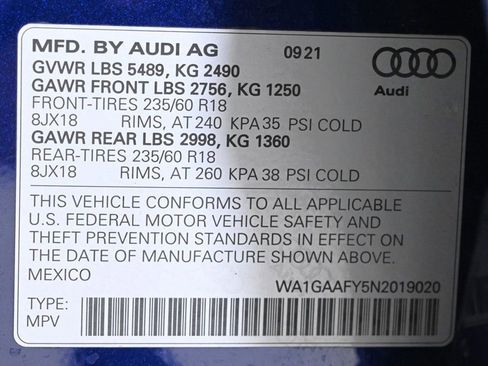 MFD. BY AUDI AG 09 21
GVWR LBS 5489, KG 2490
GAWR FRONT LBS 2756, KG 1250
FRONT-TIRES 235/60 R18
8JX18 RIMS, AT 240 KPA 35 PSI COLD
GAWR REAR LBS 2998, KG 1360
REAR-TIRES 235/60 R18
8JX18 RIMS, AT 260 KPA 38 PSI COLD
Audi
THIS VEHICLE CONFORMS TO ALL APPLICABLE
U.S. FEDERAL MOTOR VEHICLE SAFETY AND
THEFT PREVENTION STANDARDS IN EFFECT ON
THE DATE OF MANUFACTURE SHOWN ABOVE.
MEXICO WA1GAAFY5N2019020
TYPE:
MPV